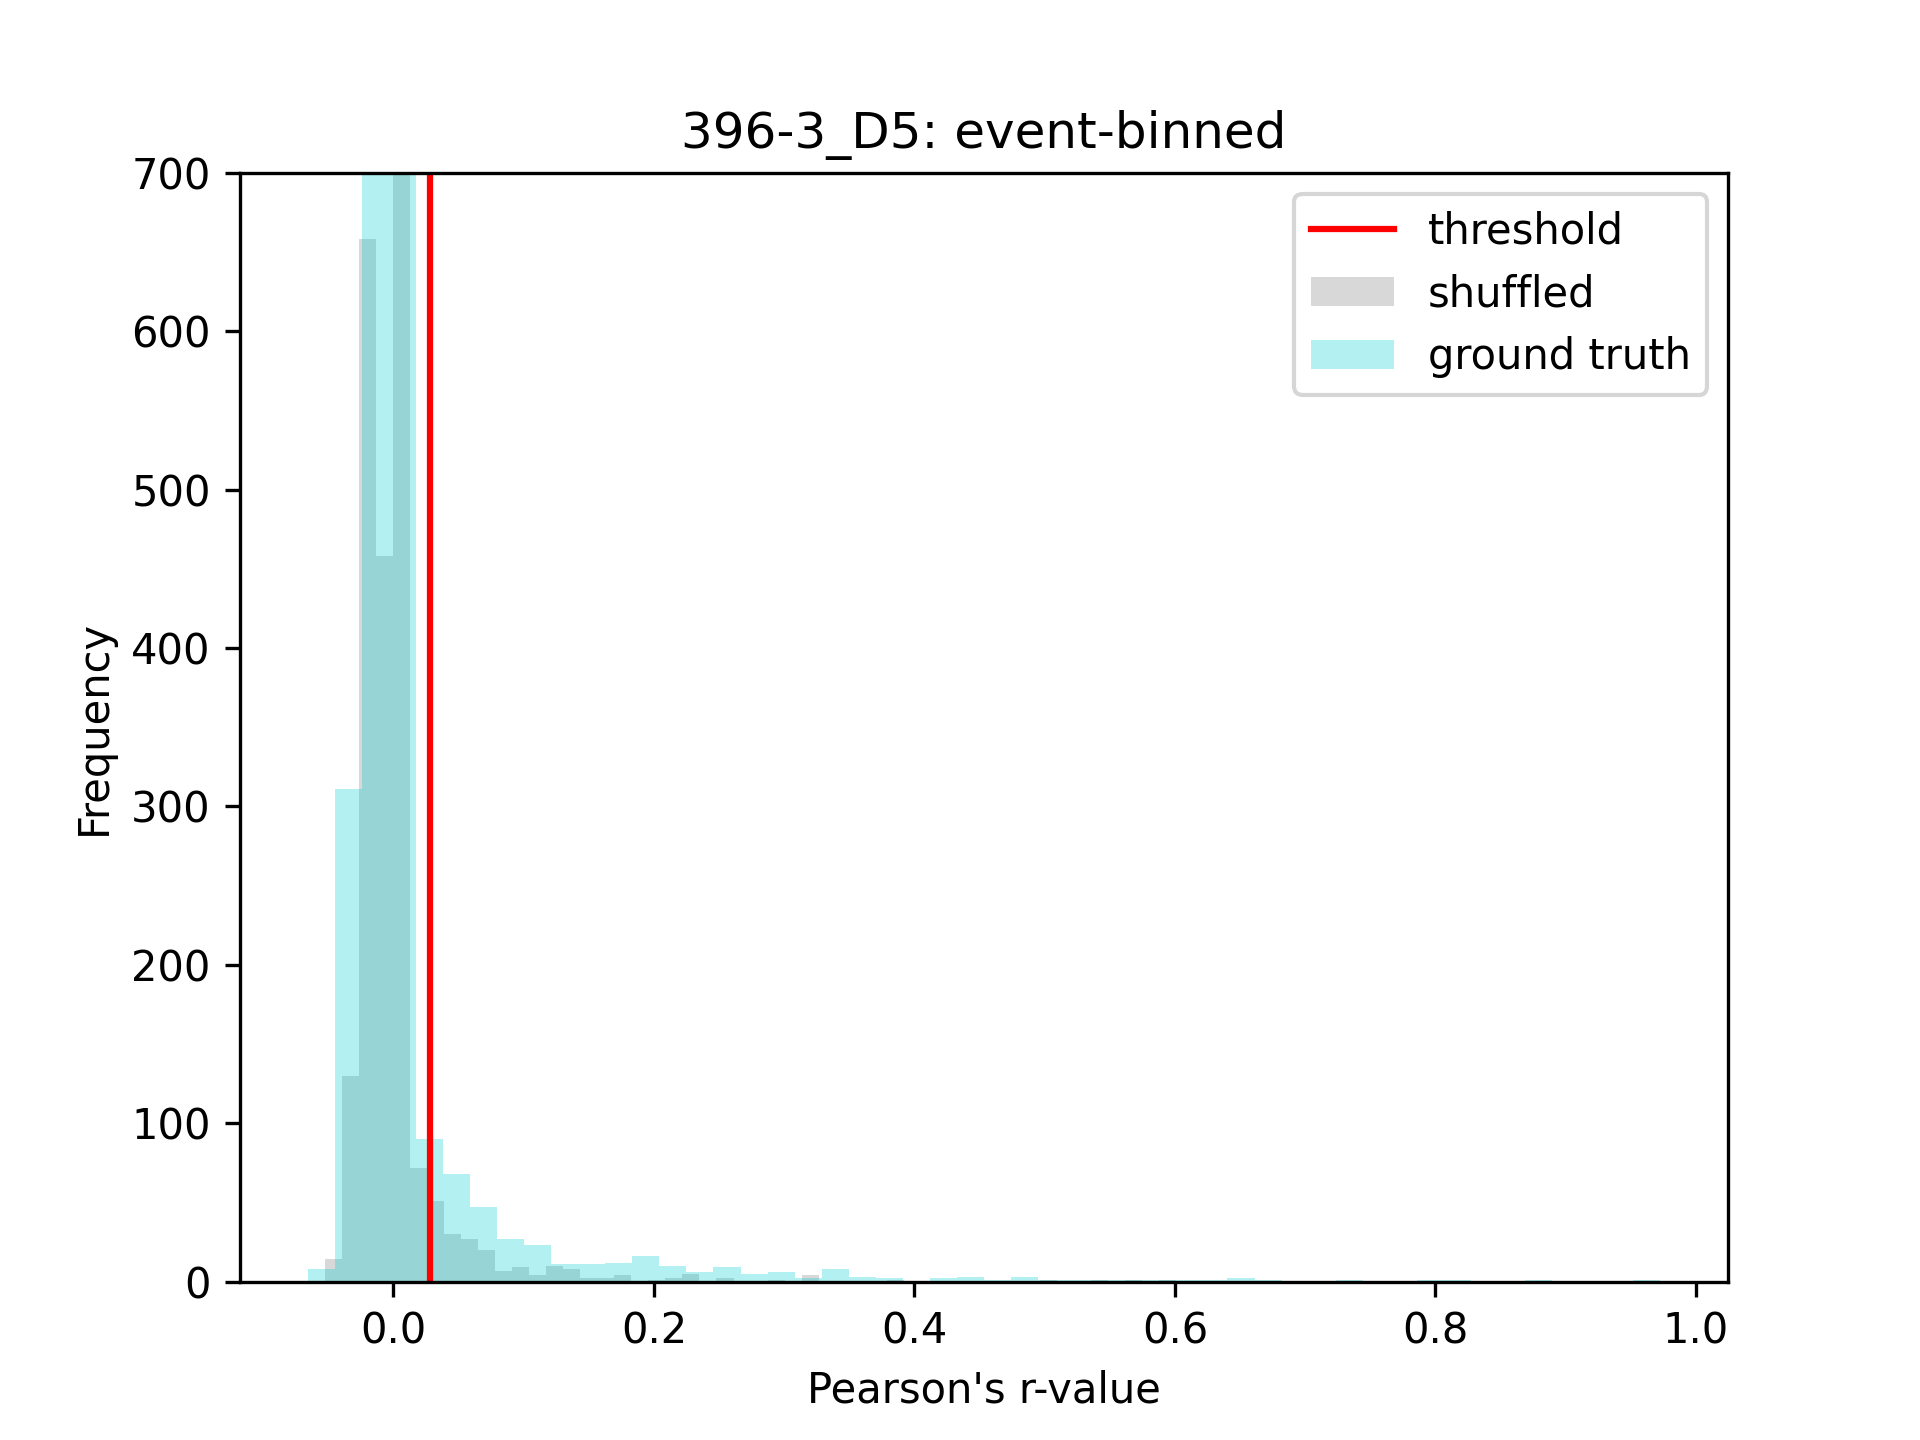 396-3_D5: event-binned
700
600
500
400
300
200
100
0
Frequency
threshold
shuffled
ground truth
0.0 0.2 0.4 0.6 0.8 1.0
Pearson's r-value